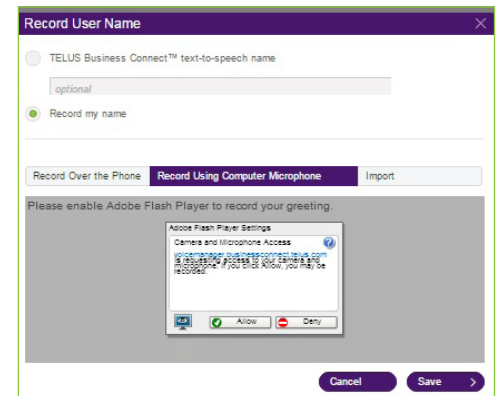 Record User Name
TELUS Business Connect™ text-to-speech name
optional
Record my name
Record Over the Phone Record Using Computer Microphone Import
Please enable Adobe Flash Player to record your greeting.
Adobe Flash Player Settings
Camera and Microphone Access
voicemanager.businessconnect.telus.com
is requesting access to your camera and
microphone. If you click Allow, you may be
recorded.
Allow Deny
Cancel Save